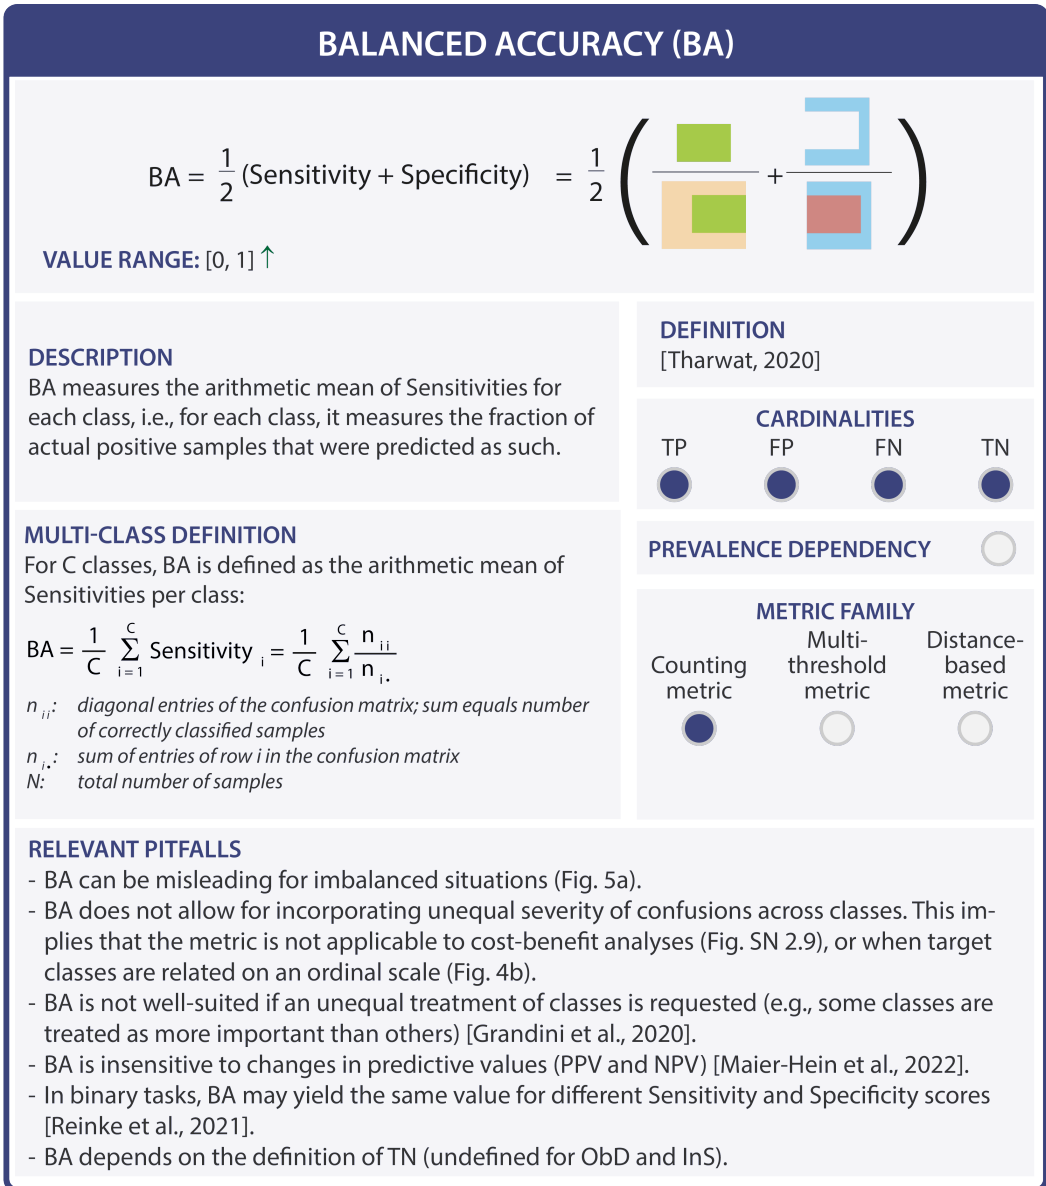 BALANCED ACCURACY (BA)
BA = 1/2 (Sensitivity + Specificity) = 1/2 ( + )
VALUE RANGE: [0, 1] ↑
DESCRIPTION
BA measures the arithmetic mean of Sensitivities for
each class, i.e., for each class, it measures the fraction of
actual positive samples that were predicted as such.
DEFINITION
[Tharwat, 2020]
CARDINALITIES
TP FP FN TN
PREVALENCE DEPENDENCY
MULTI-CLASS DEFINITION
For C classes, BA is defined as the arithmetic mean of
Sensitivities per class:
BA = 1/C Σ_{i=1}^{C} Sensitivity_i = 1/C Σ_{i=1}^{C} n_{ii}/n_{i.}
n_{ii}: diagonal entries of the confusion matrix; sum equals number
of correctly classified samples
n_{i.}: sum of entries of row i in the confusion matrix
N: total number of samples
METRIC FAMILY
Counting
metric
Multi-
threshold
metric
Distance-
based
metric
RELEVANT PITFALLS
- BA can be misleading for imbalanced situations (Fig. 5a).
- BA does not allow for incorporating unequal severity of confusions across classes. This im-
plies that the metric is not applicable to cost-benefit analyses (Fig. SN 2.9), or when target
classes are related on an ordinal scale (Fig. 4b).
- BA is not well-suited if an unequal treatment of classes is requested (e.g., some classes are
treated as more important than others) [Grandini et al., 2020].
- BA is insensitive to changes in predictive values (PPV and NPV) [Maier-Hein et al., 2022].
- In binary tasks, BA may yield the same value for different Sensitivity and Specificity scores
[Reinke et al., 2021].
- BA depends on the definition of TN (undefined for ObD and InS).